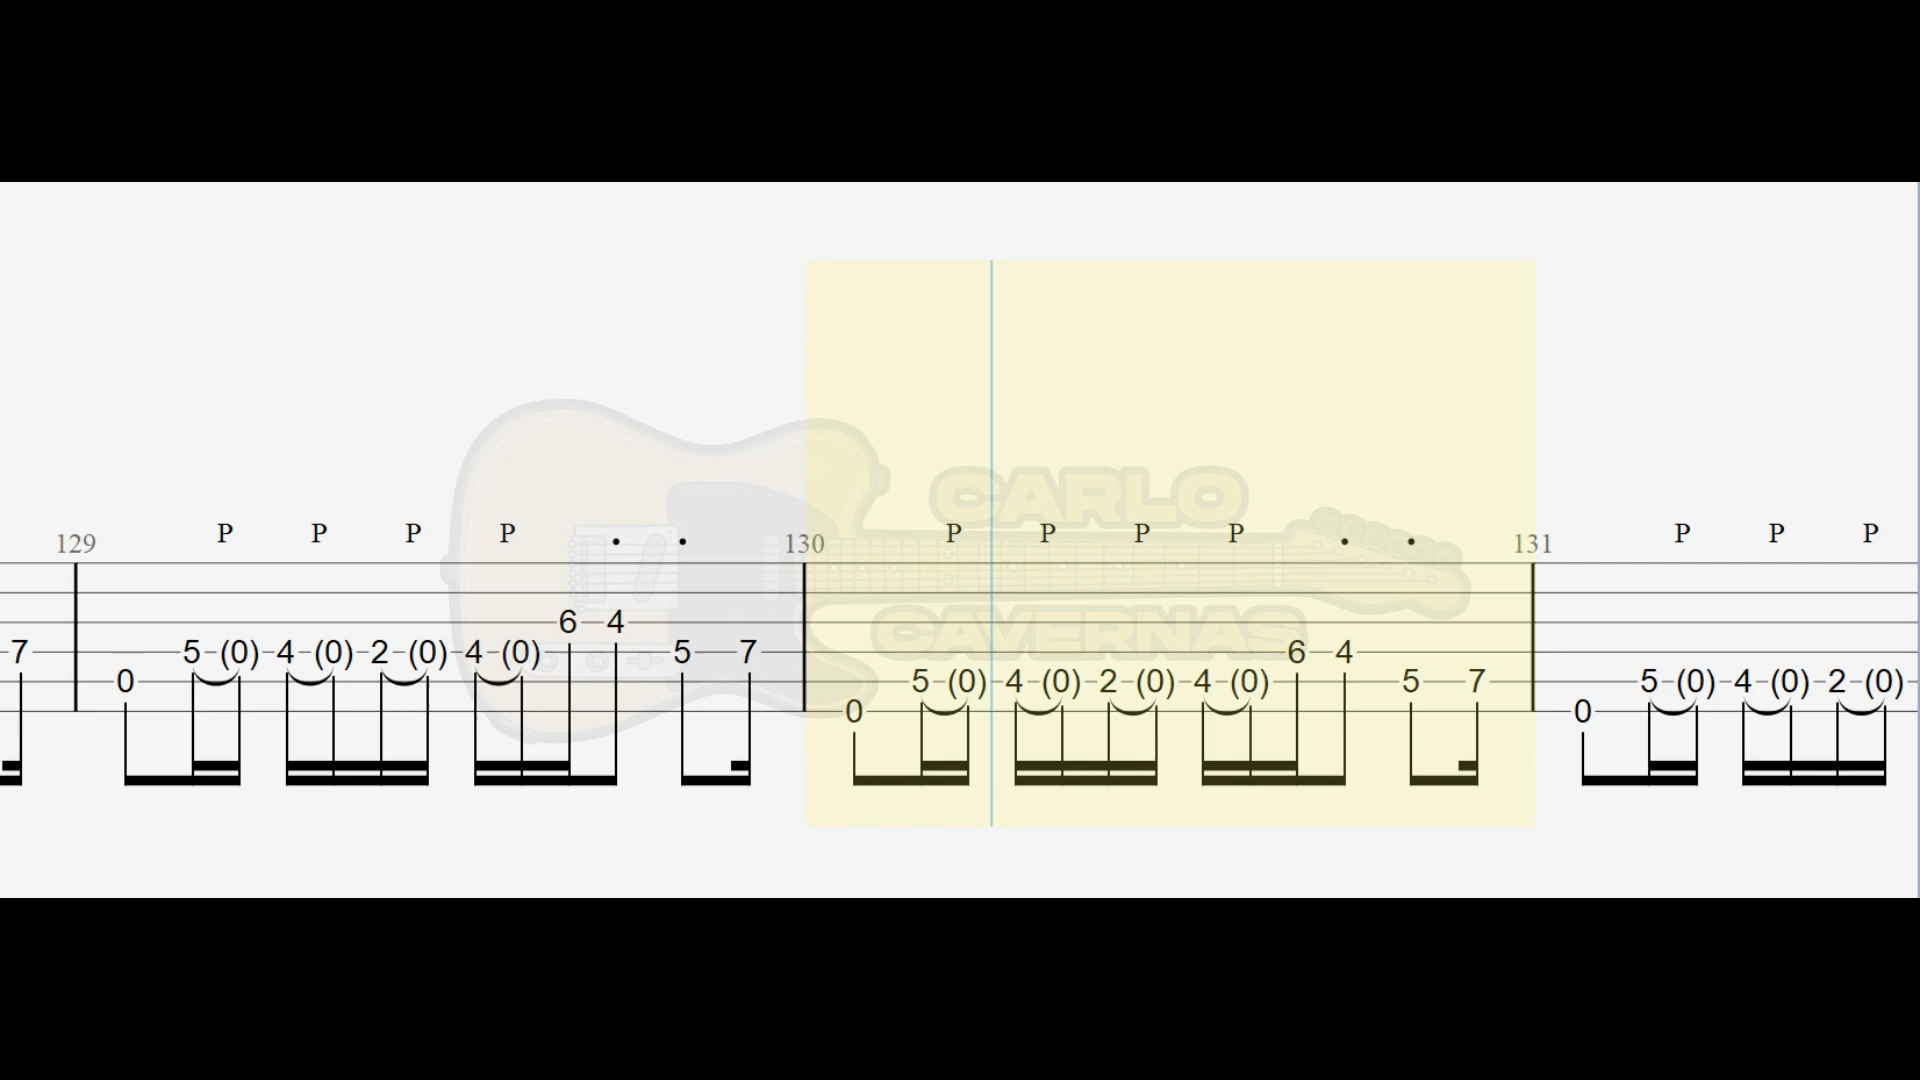 P P P P P P P P P P P
129 130 131
CARLO
6 4
CAVERNAS
7 5 (0) 4 (0) 2 (0) 4 (0) 5 7 6 4
0 5 (0) 4 (0) 2 (0) 4 (0) 5 7 5 (0) 4 (0) 2 (0)
0 0